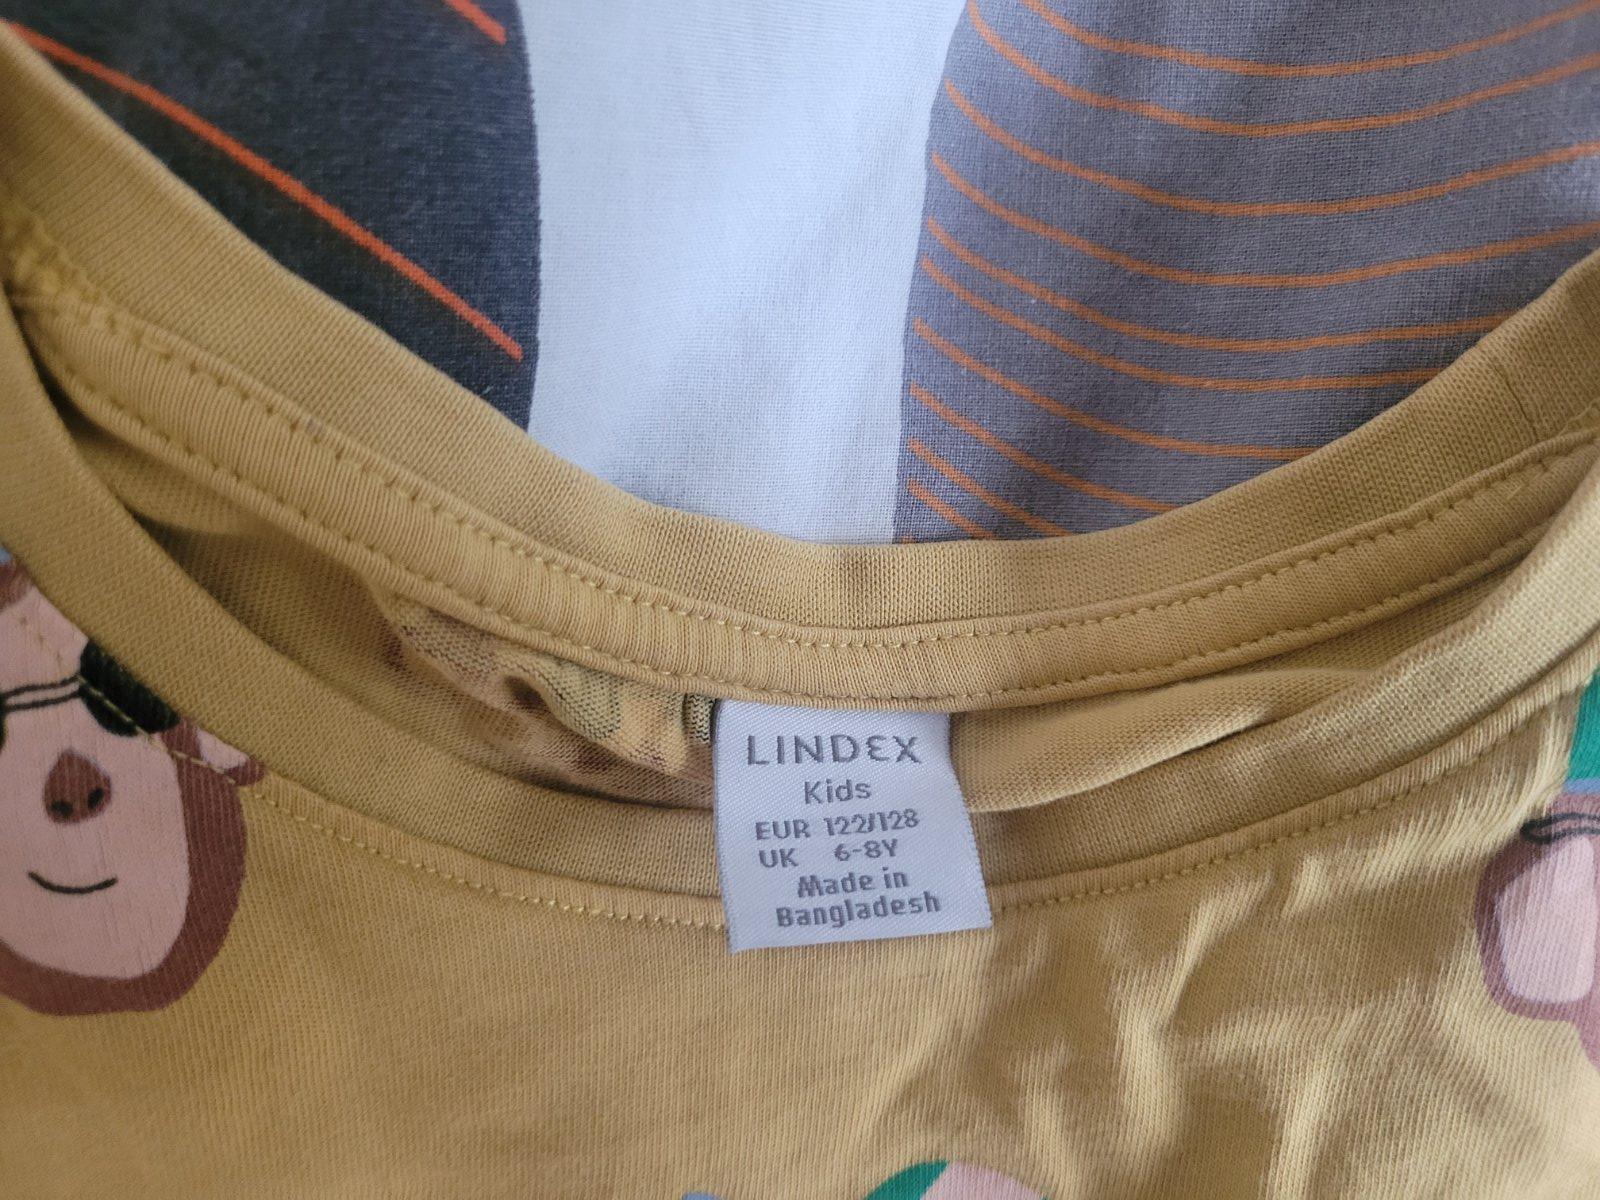 LINDEX
Kids
EUR 122/128
UK 6-8Y
Made in
Bangladesh